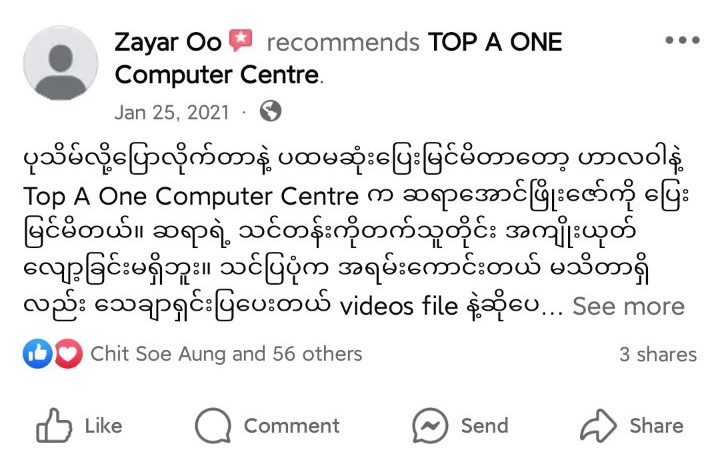 Zayar Oo recommends TOP A ONE
Computer Centre.
Jan 25, 2021 ·
ပုသိမ်လို့ပြောလိုက်တာနဲ့ ပထမဆုံးပြေးမြင်မိတာတော့ ဟာလဝါနဲ့
Top A One Computer Centre က ဆရာအောင်ဖြိုးဇော်ကို ပြေး
မြင်မိတယ်။ ဆရာရဲ့ သင်တန်းကိုတက်သူတိုင်း အကျိုးယုတ်
လျော့ခြင်းမရှိဘူး။ သင်ပြပုံက အရမ်းကောင်းတယ် မသိတာရှိ
လည်း သေချာရှင်းပြပေးတယ် videos file နဲ့ဆိုပေ... See more
Chit Soe Aung and 56 others 3 shares
Like Comment Send Share